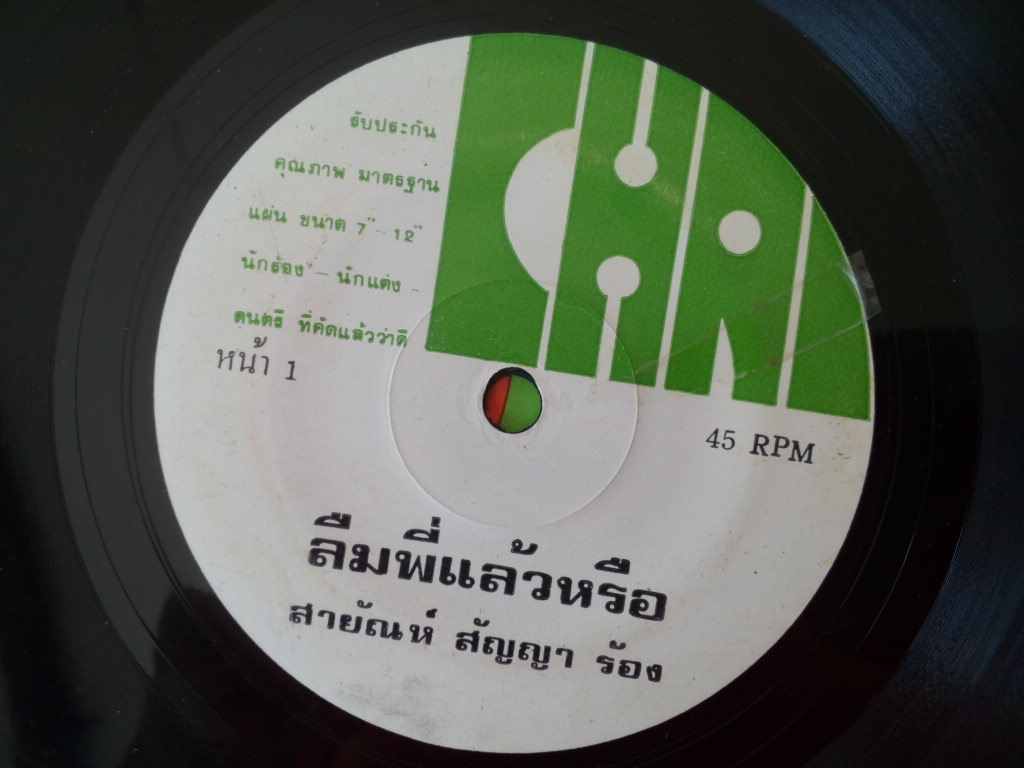 รับประกัน
คุณภาพ มาตรฐาน
แผ่น ขนาด 7" - 12"
นักร้อง - นักแต่ง -
ดนตรี ที่คัดแล้วว่าดี
หน้า 1
45 RPM
ลืมพี่แล้วหรือ
สายัณห์ สัญญา ร้อง